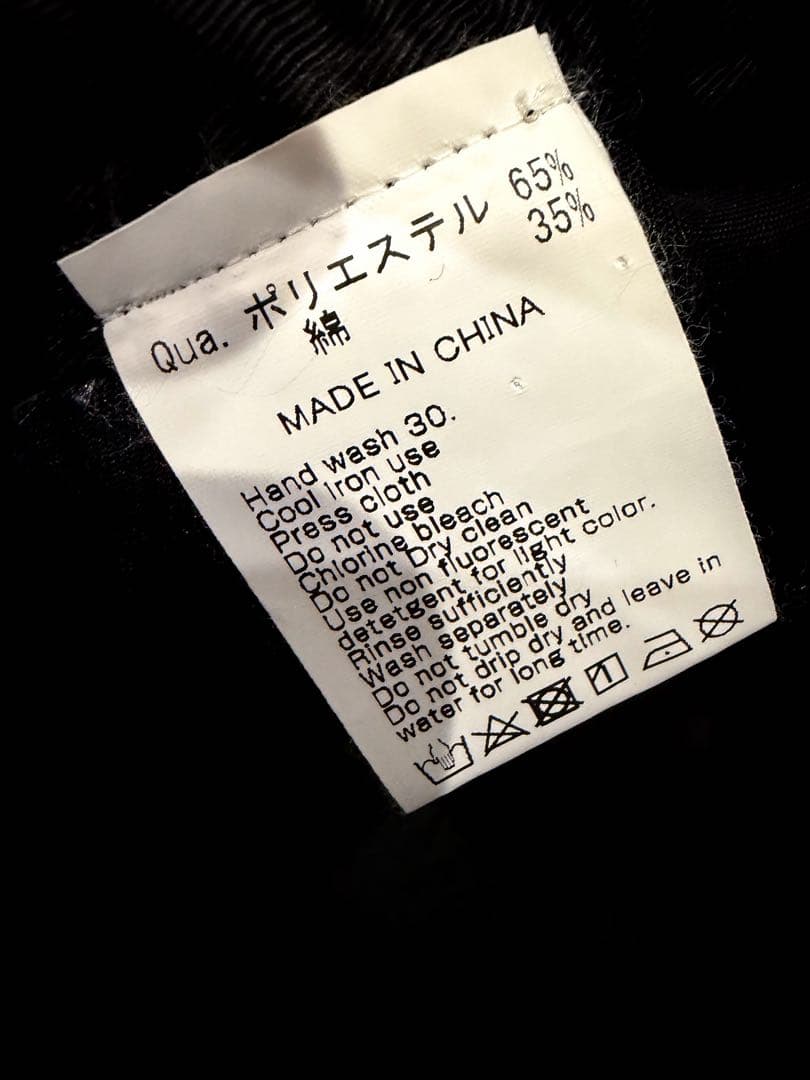 Qua. ポリエステル 65%
綿 35%
MADE IN CHINA
Hand wash 30.
Cool Iron use
Press cloth
Do not use
Chlorine bleach
Do not Dry clean
Use non fluorescent
detetgent for light color.
Rinse sufficiently
Wash separately
Do not tumble dry
Do not drip dry and leave in
water for long time.